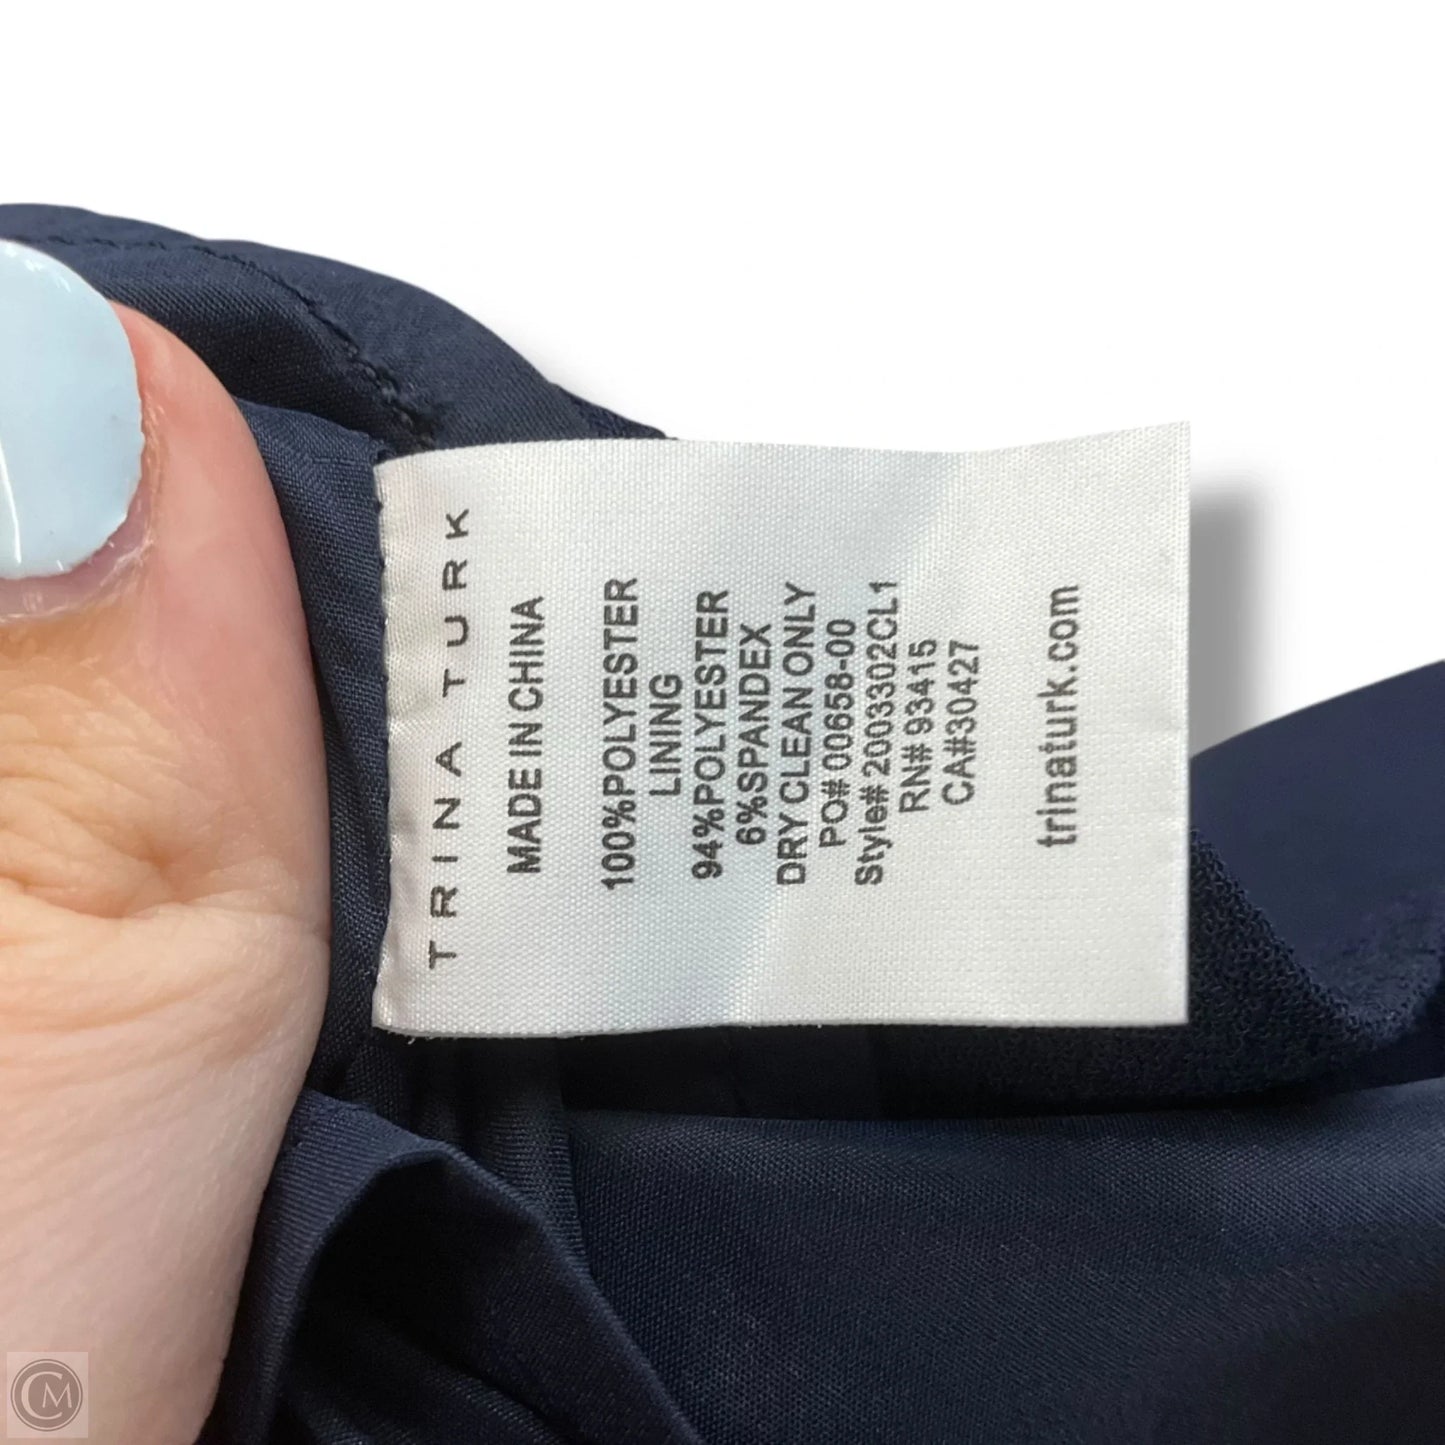 TRINA TURK
MADE IN CHINA
100%POLYESTER
LINING
94%POLYESTER
6%SPANDEX
DRY CLEAN ONLY
PO# 00658-00
Style# 2003302CL1
RN# 93415
CA#30427
trinaturk.com
CM